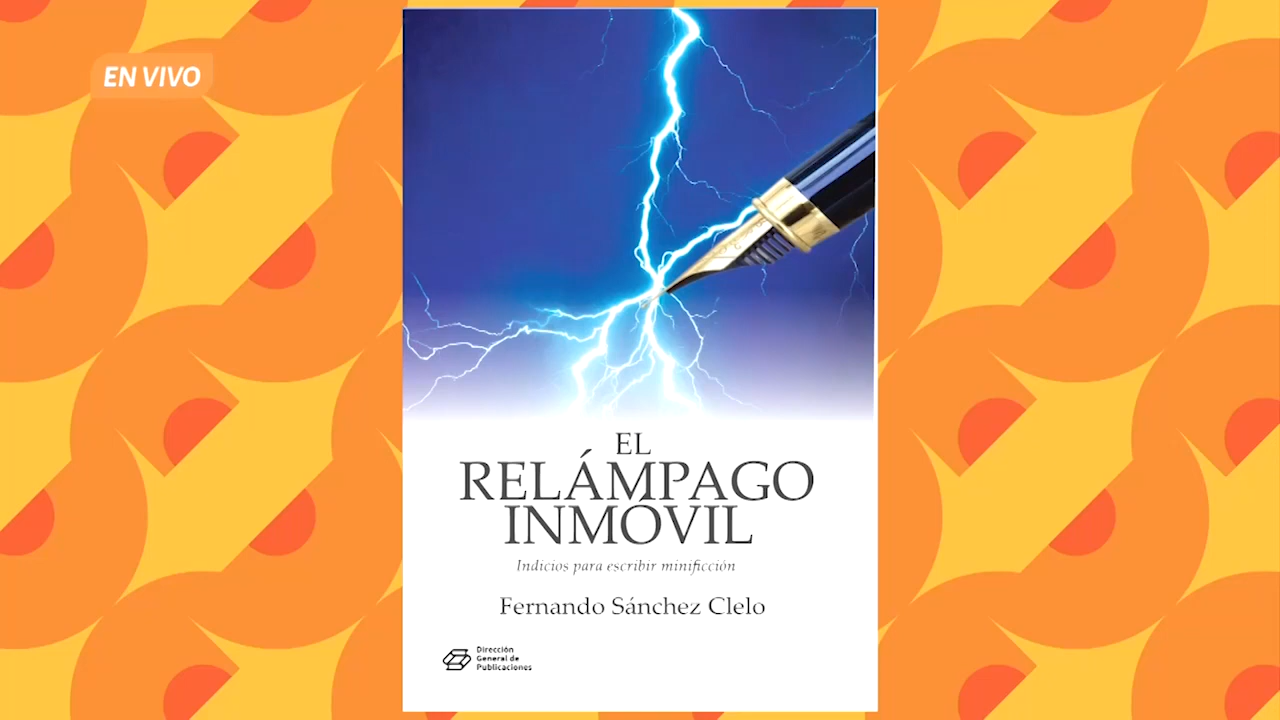 EN VIVO
EL
RELÁMPAGO
INMÓVIL
Indicios para escribir minificción
Fernando Sánchez Clelo
Dirección
General de
Publicaciones